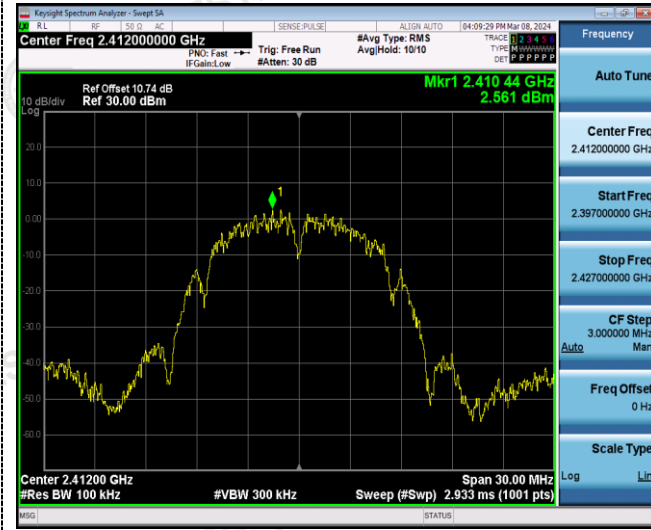 Keysight Spectrum Analyzer - Swept SA
RL RF 50 Ω AC SENSE:PULSE ALIGN AUTO 04:09:29 PM Mar 08, 2024
Center Freq 2.412000000 GHz
PNO: Fast
IFGain:Low
Trig: Free Run
#Atten: 30 dB
#Avg Type: RMS
Avg|Hold: 10/10
TRACE 1 2 3 4 5 6
TYPE M W W W W W
DET P P P P P P
Mkr1 2.410 44 GHz
2.561 dBm
Ref Offset 10.74 dB
Ref 30.00 dBm
10 dB/div
Log
20.0
10.0
0.00
-10.0
-20.0
-30.0
-40.0
-50.0
-60.0
1
Center 2.41200 GHz
#Res BW 100 kHz
#VBW 300 kHz
Span 30.00 MHz
Sweep (#Swp) 2.933 ms (1001 pts)
MSG
STATUS
Frequency
Auto Tune
Center Freq
2.412000000 GHz
Start Freq
2.397000000 GHz
Stop Freq
2.427000000 GHz
CF Step
3.000000 MHz
Auto Man
Freq Offset
0 Hz
Scale Type
Log Lin